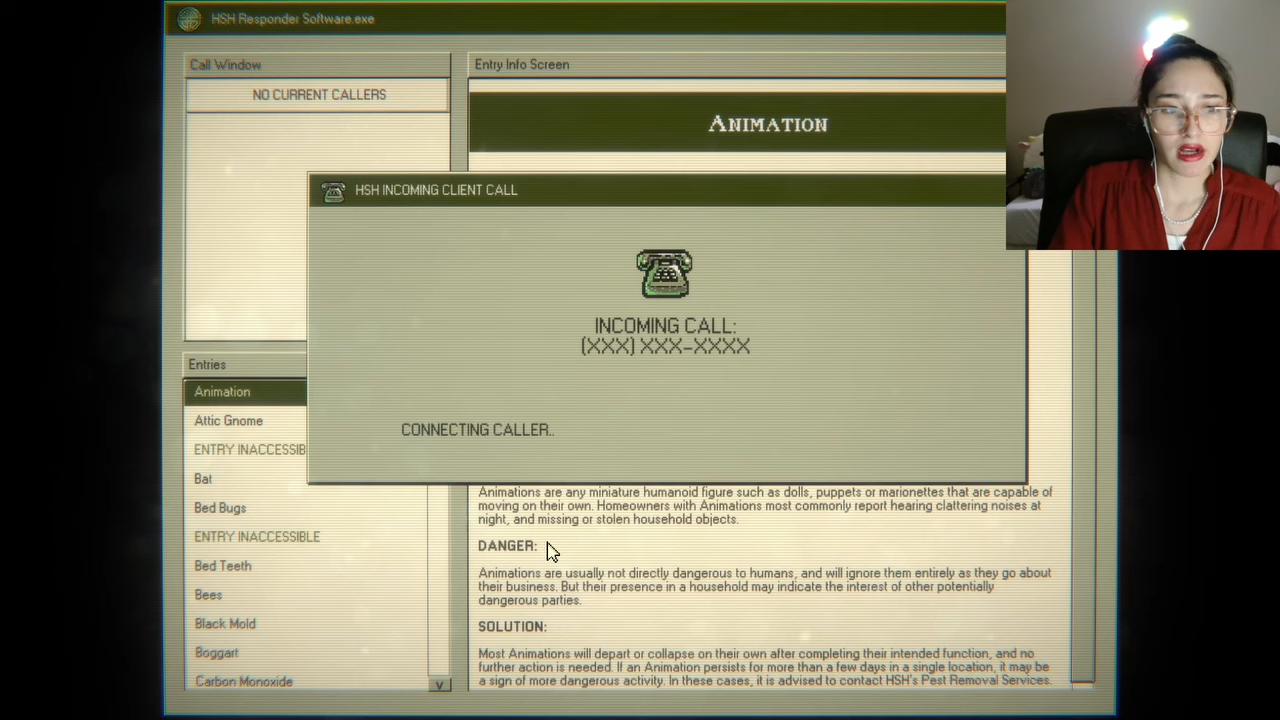 HSH Responder Software.exe
Call Window
NO CURRENT CALLERS
Entry Info Screen
ANIMATION
HSH INCOMING CLIENT CALL
INCOMING CALL:
(XXX) XXX-XXXX
CONNECTING CALLER..
Entries
Animation
Attic Gnome
ENTRY INACCESSIB
Bat
Bed Bugs
ENTRY INACCESSIBLE
Bed Teeth
Bees
Black Mold
Boggart
Carbon Monoxide
V
Animations are any miniature humanoid figure such as dolls, puppets or marionettes that are capable of
moving on their own. Homeowners with Animations most commonly report hearing clattering noises at
night, and missing or stolen household objects.
DANGER:
Animations are usually not directly dangerous to humans, and will ignore them entirely as they go about
their business. But their presence in a household may indicate the interest of other potentially
dangerous parties.
SOLUTION:
Most Animations will depart or collapse on their own after completing their intended function, and no
further action is needed. If an Animation persists for more than a few days in a single location, it may be
a sign of more dangerous activity. In these cases, it is advised to contact HSH's Pest Removal Services.